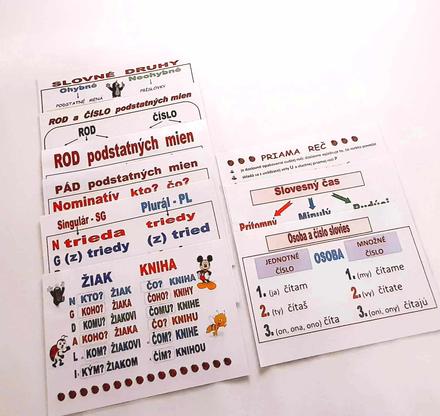 SLOVNÉ DRUHY
Ohybné Neohybné
PODSTATNÉ MENÁ PRÍSLOVKY
ROD a ČÍSLO podstatných mien
ROD ČÍSLO
ROD podstatných mien
PÁD podstatných mien
Nominatív kto? čo?
Singulár - SG Plurál - PL
N trieda triedy
G (z) triedy (z) tried
ŽIAK KNIHA
N KTO? ŽIAK ČO? KNIHA
G KOHO? ŽIAKA ČOHO? KNIHY
D KOMU? ŽIAKOVI ČOMU? KNIHE
A KOHO? ŽIAKA ČO? KNIHU
L KOM? ŽIAKOVI ČOM? KNIHE
I KÝM? ŽIAKOM ČÍM? KNIHOU
PRIAMA REČ
Slovesný čas
Prítomný Minulý Budúci
Osoba a číslo slovies
JEDNOTNÉ ČÍSLO OSOBA MNOŽNÉ ČÍSLO
1. (ja) čítam 1. (my) čítame
2. (ty) čítaš 2. (vy) čítate
3. (on, ona, ono) číta 3. (oni, ony) čítajú